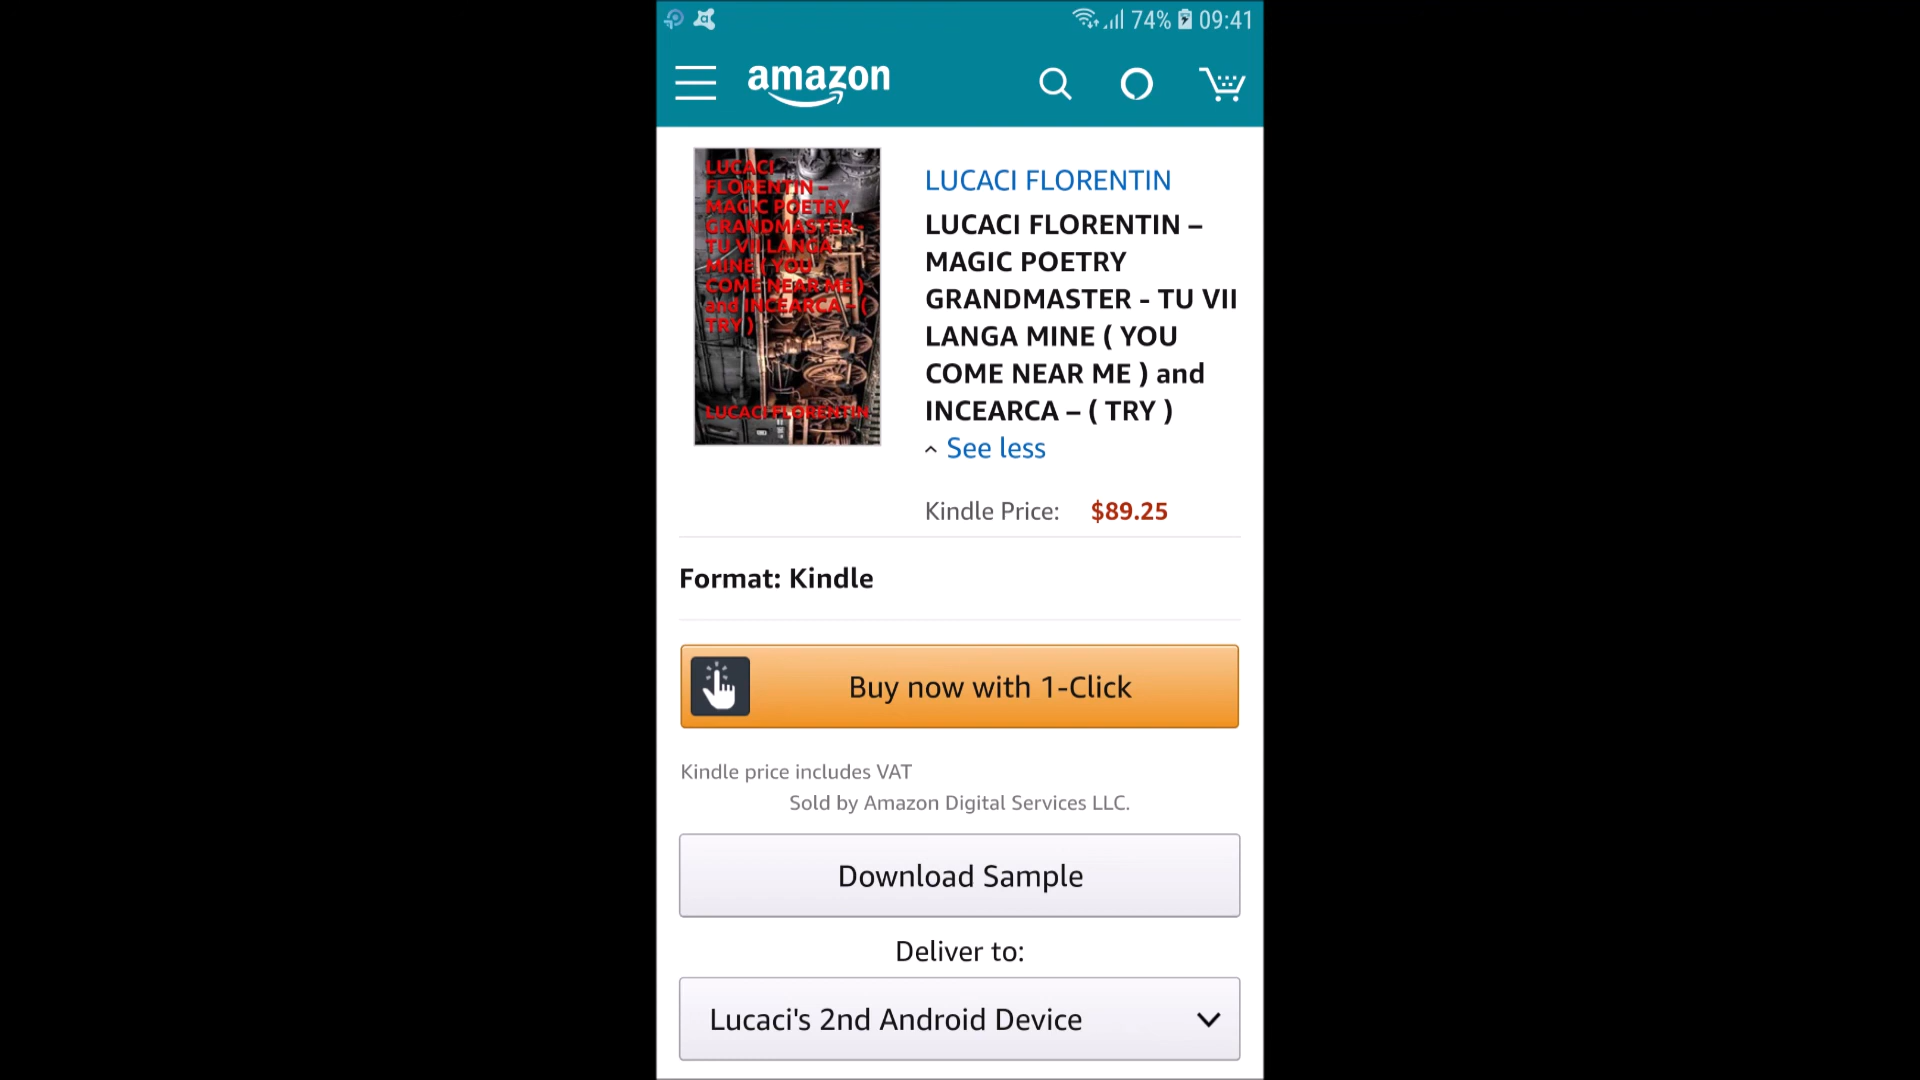 74% 09:41
amazon
LUCACI
FLORENTIN –
MAGIC POETRY
GRANDMASTER -
TU VII LANGA
MINE ( YOU
COME NEAR ME )
and INCEARCA – (
TRY )
LUCACI FLORENTIN
LUCACI FLORENTIN
LUCACI FLORENTIN –
MAGIC POETRY
GRANDMASTER - TU VII
LANGA MINE ( YOU
COME NEAR ME ) and
INCEARCA – ( TRY )
See less
Kindle Price: $89.25
Format: Kindle
Buy now with 1-Click
Kindle price includes VAT
Sold by Amazon Digital Services LLC.
Download Sample
Deliver to:
Lucaci's 2nd Android Device